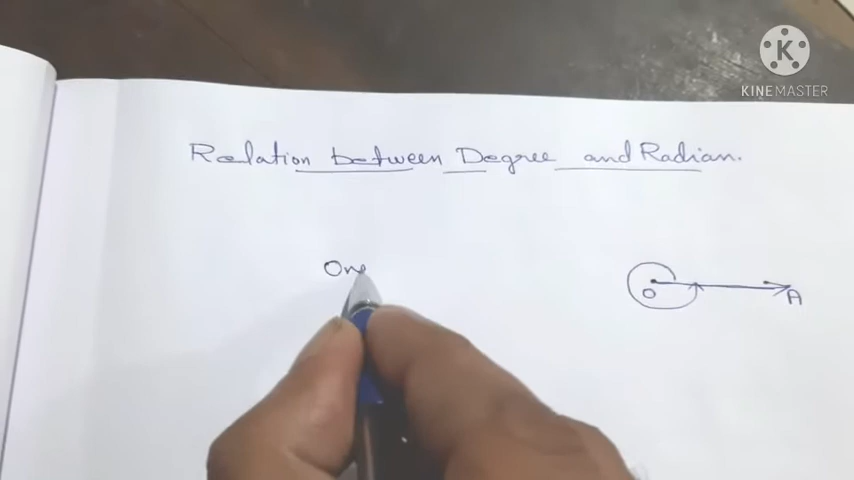 K
KINEMASTER
Relation between Degree and Radian.
One
O
A